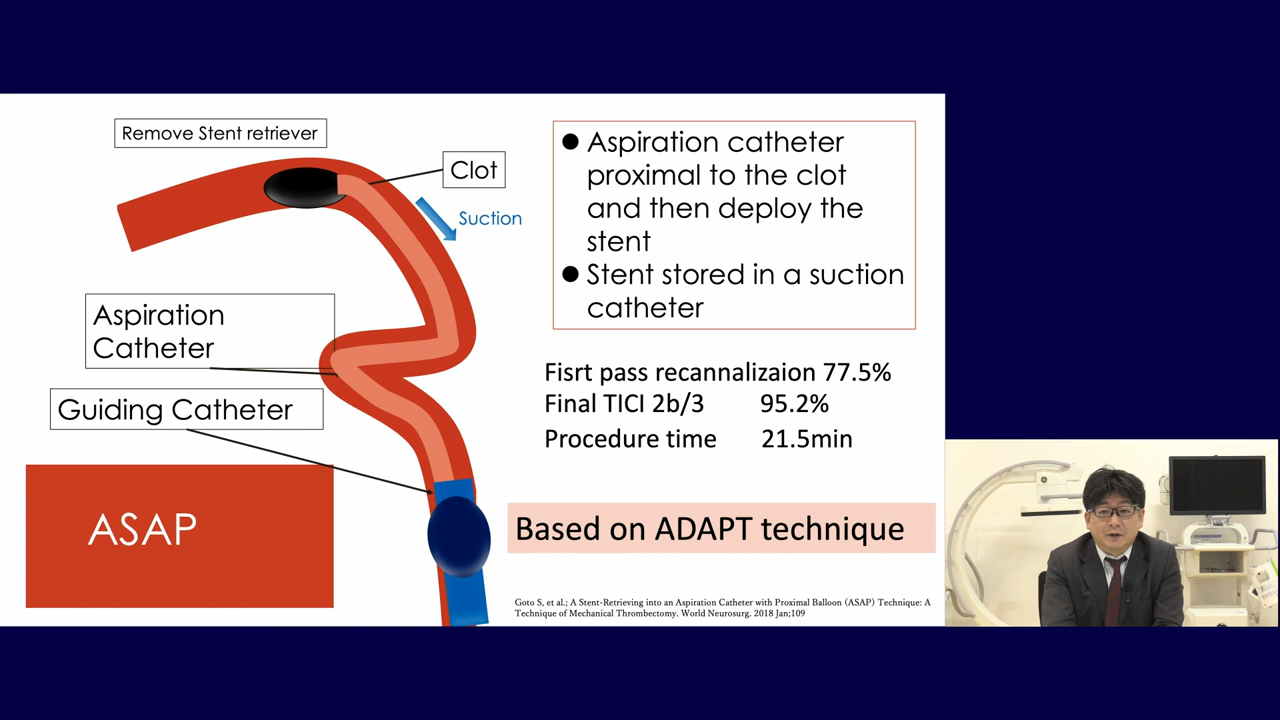 Remove Stent retriever
Clot
Suction
Aspiration
Catheter
Guiding Catheter
ASAP
● Aspiration catheter
proximal to the clot
and then deploy the
stent
● Stent stored in a suction
catheter
Fisrt pass recannalizaion 77.5%
Final TICI 2b/3 95.2%
Procedure time 21.5min
Based on ADAPT technique
Goto S, et al.; A Stent-Retrieving into an Aspiration Catheter with Proximal Balloon (ASAP) Technique: A
Technique of Mechanical Thrombectomy. World Neurosurg. 2018 Jan;109